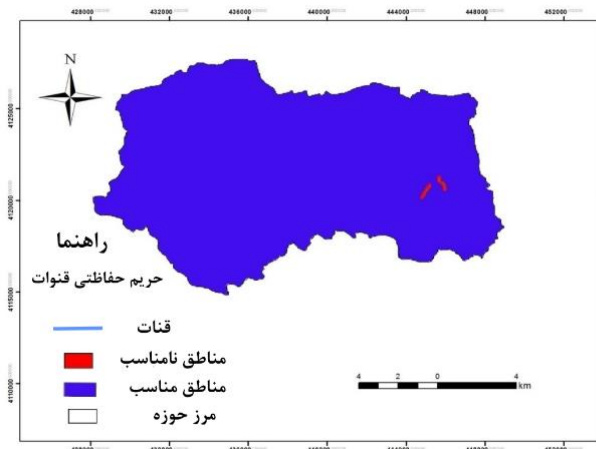 428000 432000 436000 440000 444000 448000 452000
N
4125000
4120000
4115000
4110000
راهنما
حریم حفاظتی قنوات
قنات
مناطق نامناسب
مناطق مناسب
مرز حوزه
4 2 0 4
km